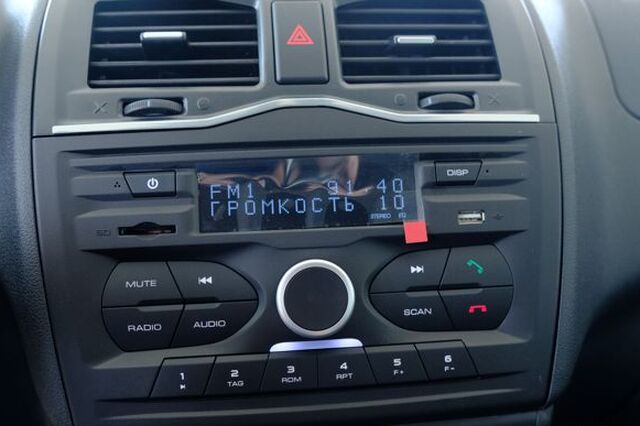 DISP
FM1 91 40
ГРОМКОСТЬ 10
STEREO EQ
SD
MUTE
RADIO AUDIO
SCAN
1 2 3 4 5 6
TAG RDM RPT F+ F-